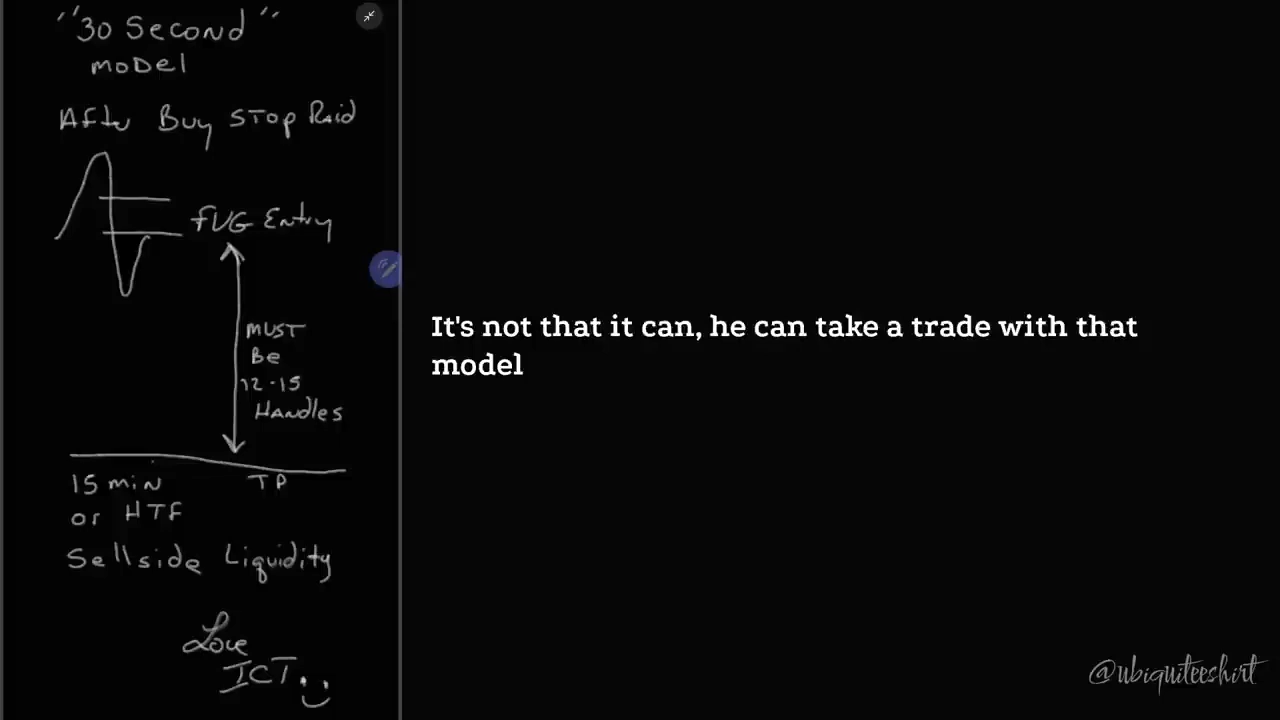 "30 Second"
model
After Buy Stop Raid
FVG Entry
MUST
Be
12-15
HANdles
15 min
TP
or HTF
Sellside Liquidity
Love
ICT
It's not that it can, he can take a trade with that
model
@ubiquiteeshirt